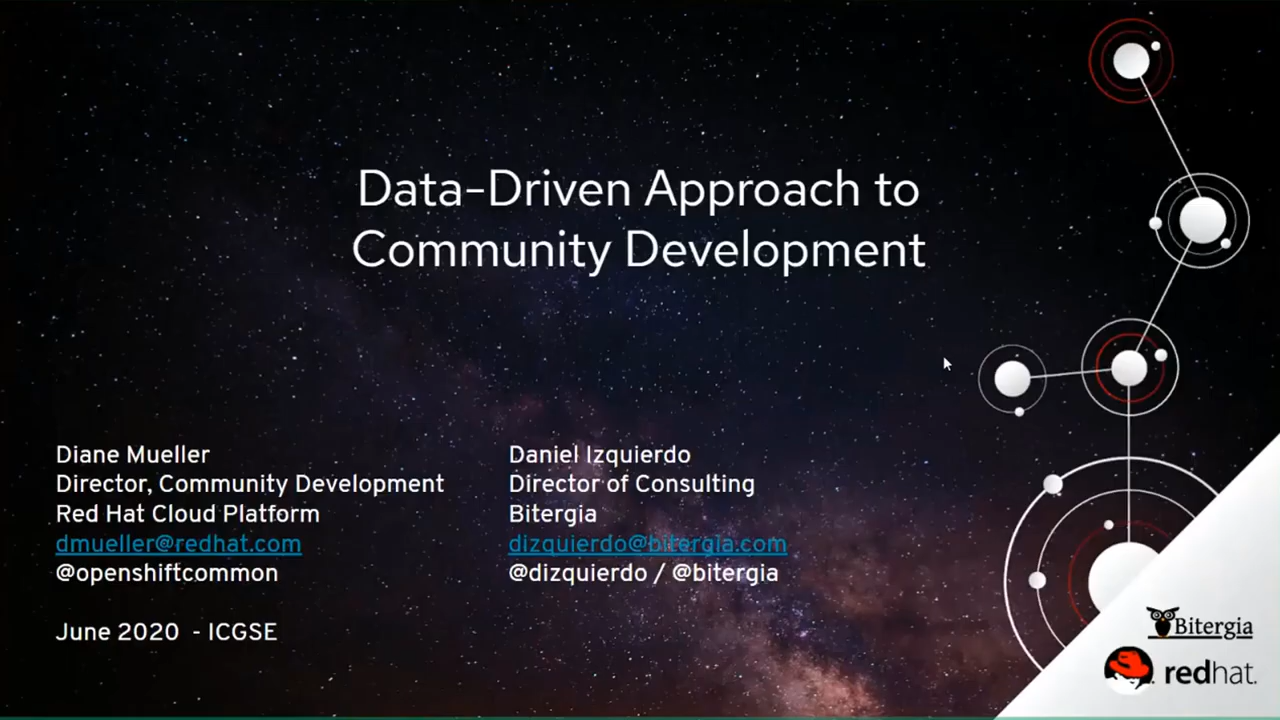 Data-Driven Approach to
Community Development
Diane Mueller
Director, Community Development
Red Hat Cloud Platform
dmueller@redhat.com
@openshiftcommon
June 2020 - ICGSE
Daniel Izquierdo
Director of Consulting
Bitergia
dizquierdo@bitergia.com
@dizquierdo / @bitergia
Bitergia
redhat.